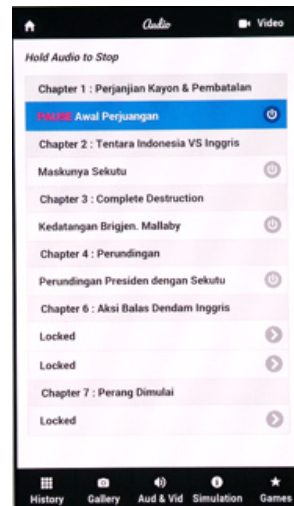 Audio
Video
Hold Audio to Stop
Chapter 1 : Perjanjian Kayon & Pembatalan
PAUSE Awal Perjuangan
Chapter 2 : Tentara Indonesia VS Inggris
Maskunya Sekutu
Chapter 3 : Complete Destruction
Kedatangan Brigjen. Mallaby
Chapter 4 : Perundingan
Perundingan Presiden dengan Sekutu
Chapter 6 : Aksi Balas Dendam Inggris
Locked
Locked
Chapter 7 : Perang Dimulai
Locked
History
Gallery
Aud & Vid
Simulation
Games